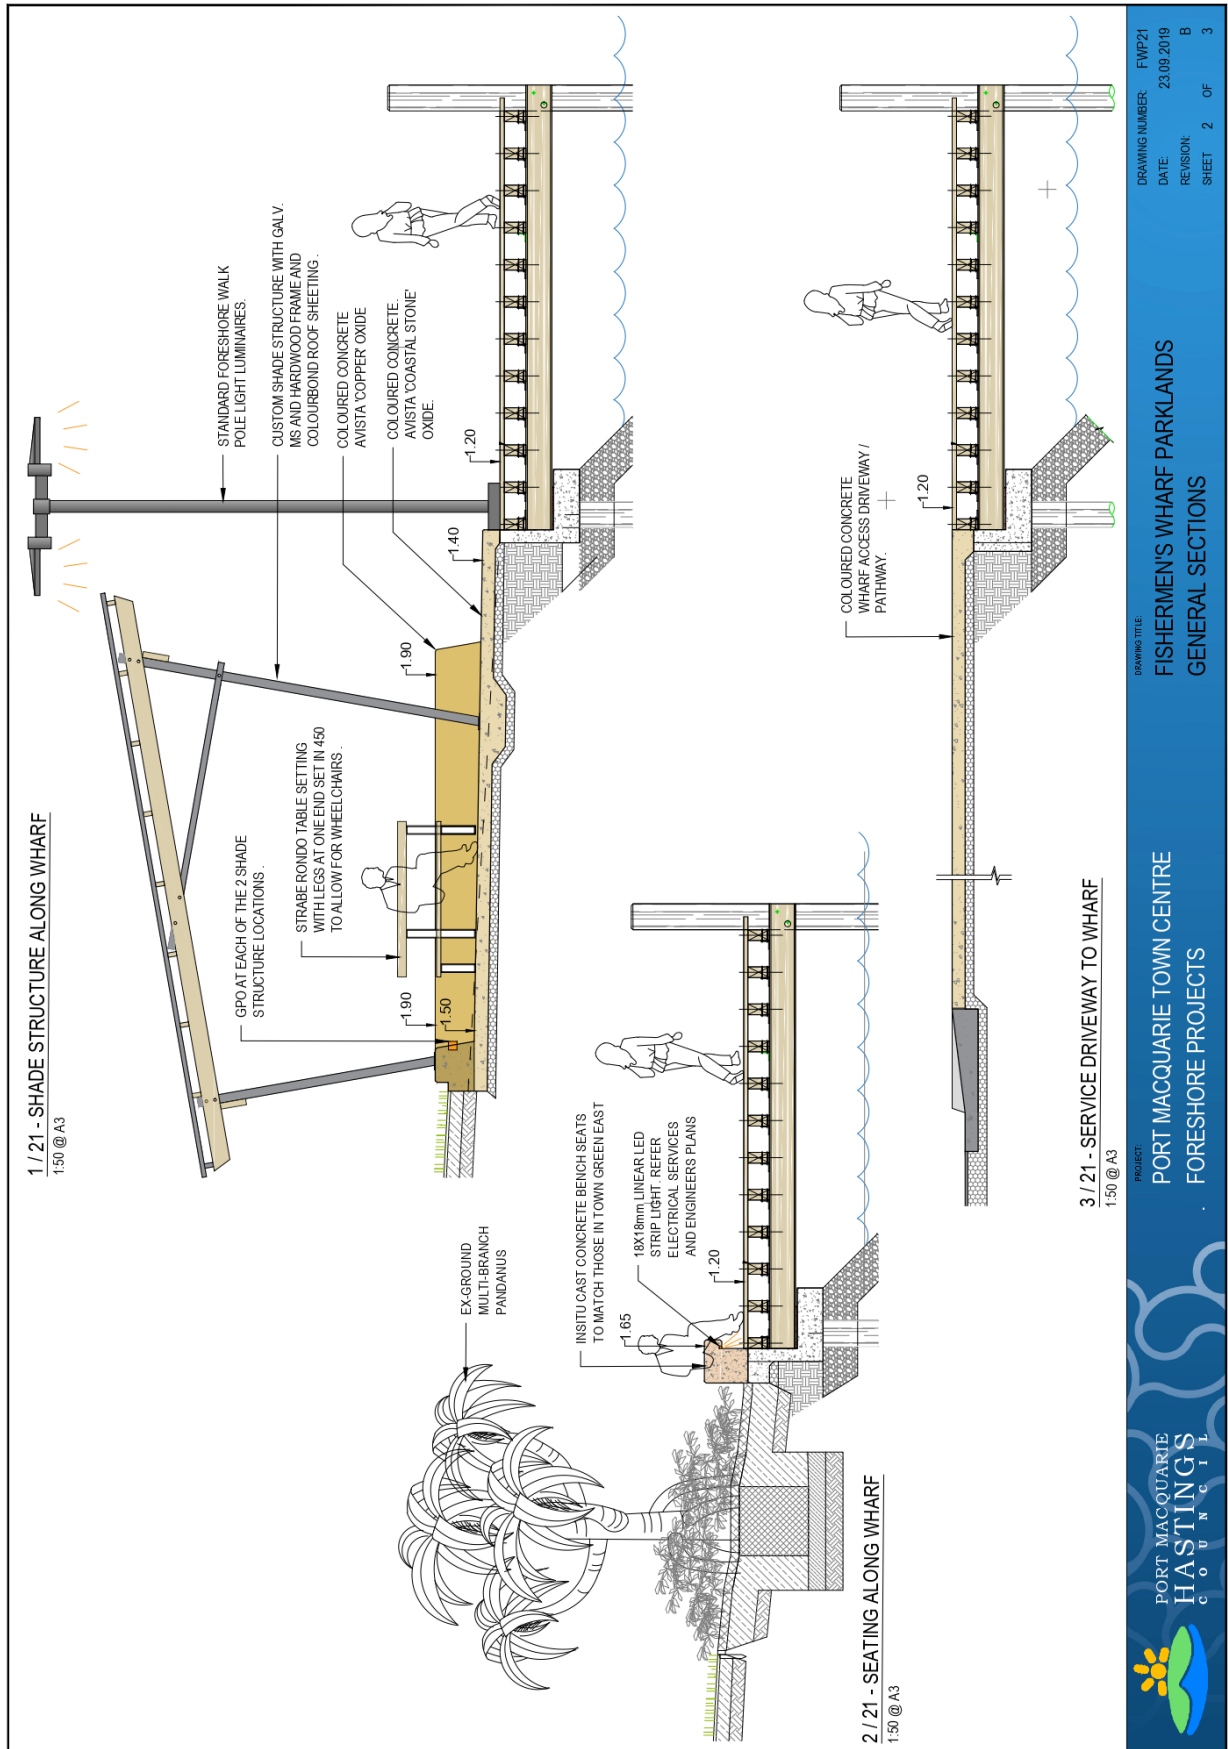 1 / 21 - SHADE STRUCTURE ALONG WHARF
1:50 @ A3
STANDARD FORESHORE WALK
POLE LIGHT LUMINAIRES.
CUSTOM SHADE STRUCTURE WITH GALV.
MS AND HARDWOOD FRAME AND
COLOURBOND ROOF SHEETING .
COLOURED CONCRETE
AVISTA 'COPPER' OXIDE
COLOURED CONCRETE.
AVISTA 'COASTAL STONE'
OXIDE.
GPO AT EACH OF THE 2 SHADE
STRUCTURE LOCATIONS .
STRABE RONDO TABLE SETTING
WITH LEGS AT ONE END SET IN 450
TO ALLOW FOR WHEELCHAIRS .
1.90
1.50
1.90
1.40
1.20
EX-GROUND
MULTI-BRANCH
PANDANUS
INSITU CAST CONCRETE BENCH SEATS
TO MATCH THOSE IN TOWN GREEN EAST
1.65
18X18mm LINEAR LED
STRIP LIGHT. REFER
ELECTRICAL SERVICES
AND ENGINEERS PLANS
1.20
2 / 21 - SEATING ALONG WHARF
1:50 @ A3
COLOURED CONCRETE
WHARF ACCESS DRIVEWAY /
PATHWAY.
1.20
3 / 21 - SERVICE DRIVEWAY TO WHARF
1:50 @ A3
PORT MACQUARIE
HASTINGS
COUNCIL
PROJECT:
PORT MACQUARIE TOWN CENTRE
. FORESHORE PROJECTS
DRAWING TITLE:
FISHERMEN'S WHARF PARKLANDS
GENERAL SECTIONS
DRAWING NUMBER: FWP21
DATE: 23.09.2019
REVISION: B
SHEET 2 OF 3